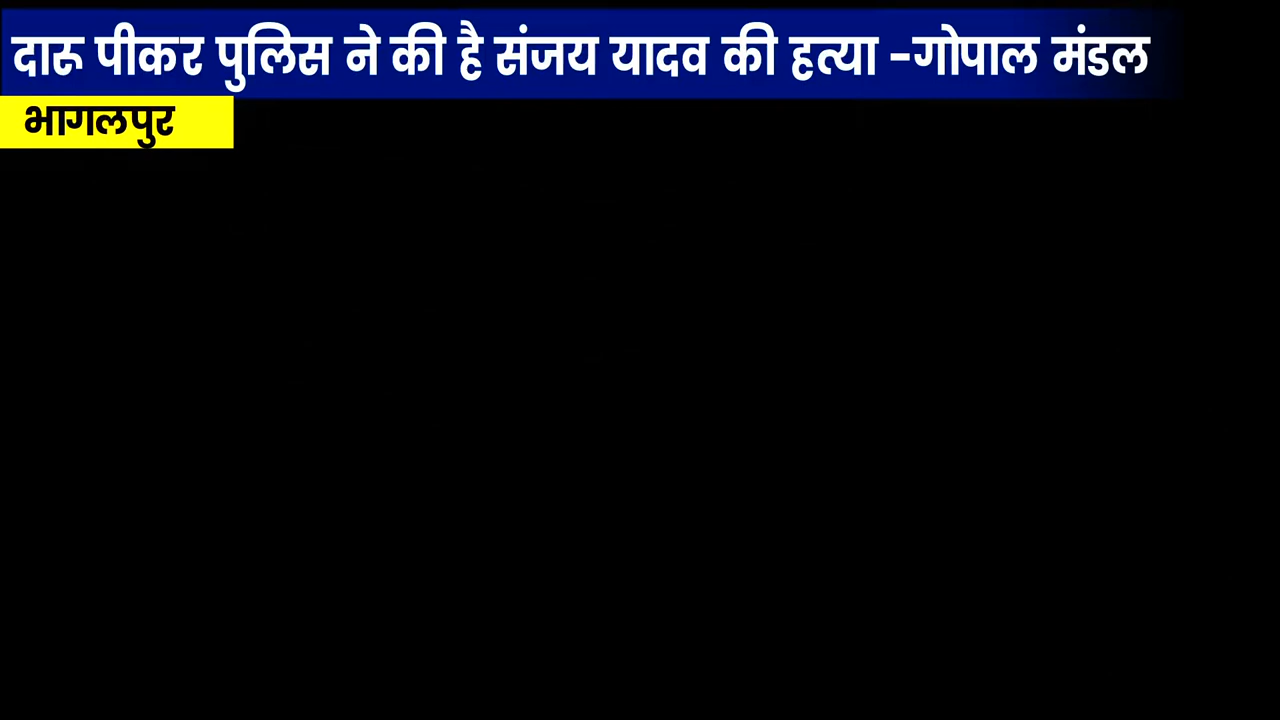 दारू पीकर पुलिस ने की है संजय यादव की हत्या -गोपाल मंडल
भागलपुर